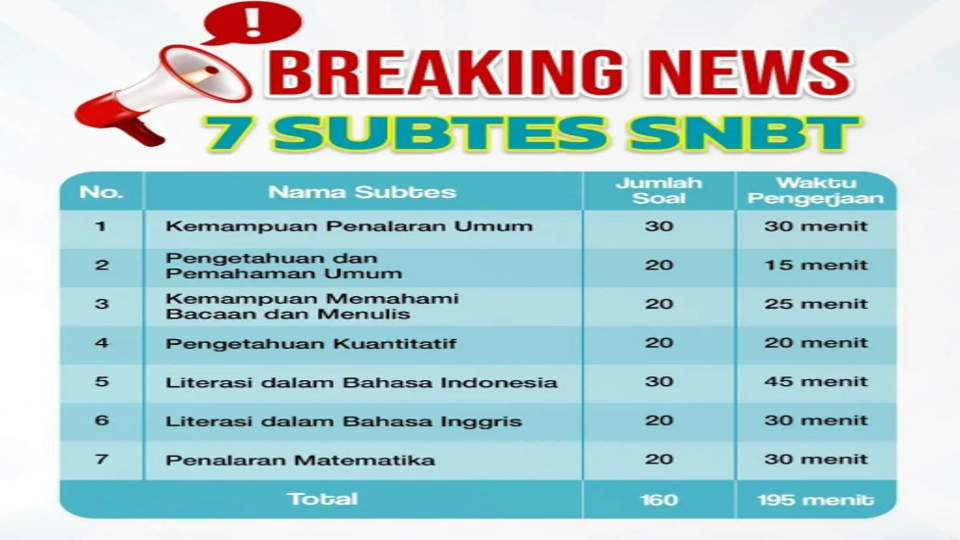 !
BREAKING NEWS
7 SUBTES SNBT
No. Nama Subtes Jumlah Soal Waktu Pengerjaan
1 Kemampuan Penalaran Umum 30 30 menit
2 Pengetahuan dan Pemahaman Umum 20 15 menit
3 Kemampuan Memahami Bacaan dan Menulis 20 25 menit
4 Pengetahuan Kuantitatif 20 20 menit
5 Literasi dalam Bahasa Indonesia 30 45 menit
6 Literasi dalam Bahasa Inggris 20 30 menit
7 Penalaran Matematika 20 30 menit
Total 160 195 menit